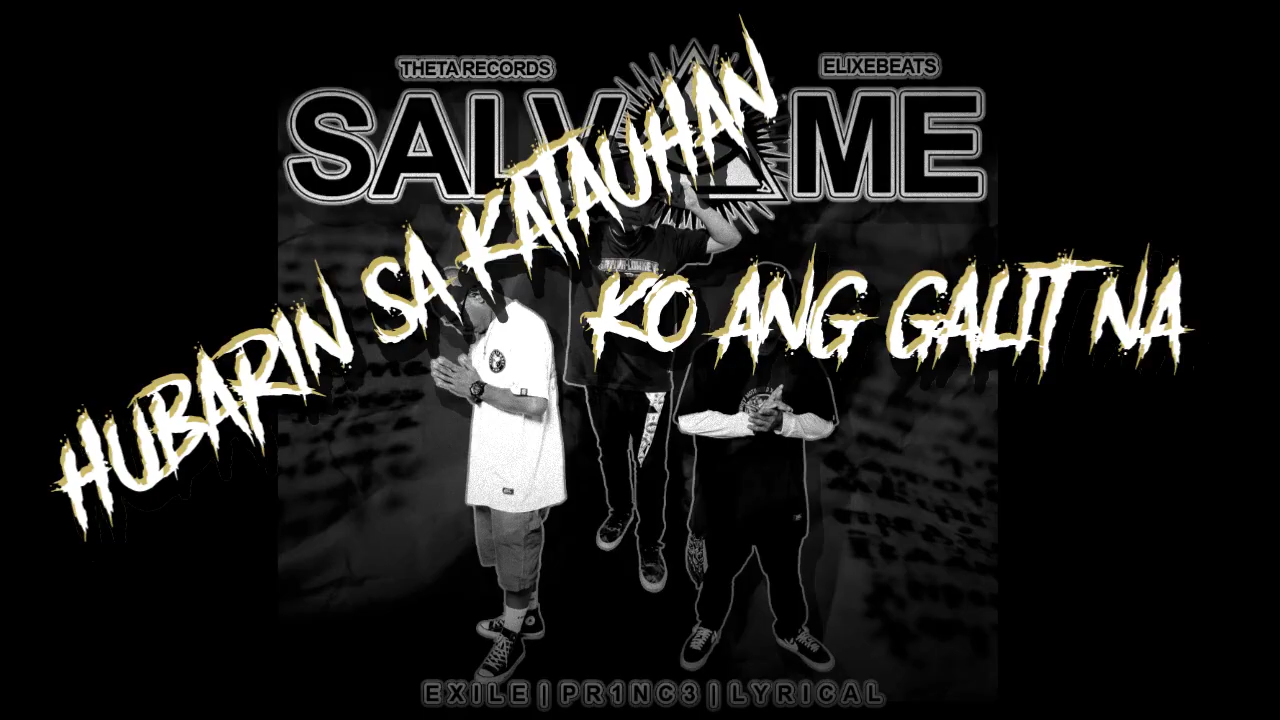 THETA RECORDS
ELIXEBEATS
SALV ME
HUBARIN SA KATAUHAN
KO ANG GALIT NA
EXILE | PR1NC3 | LYRICAL